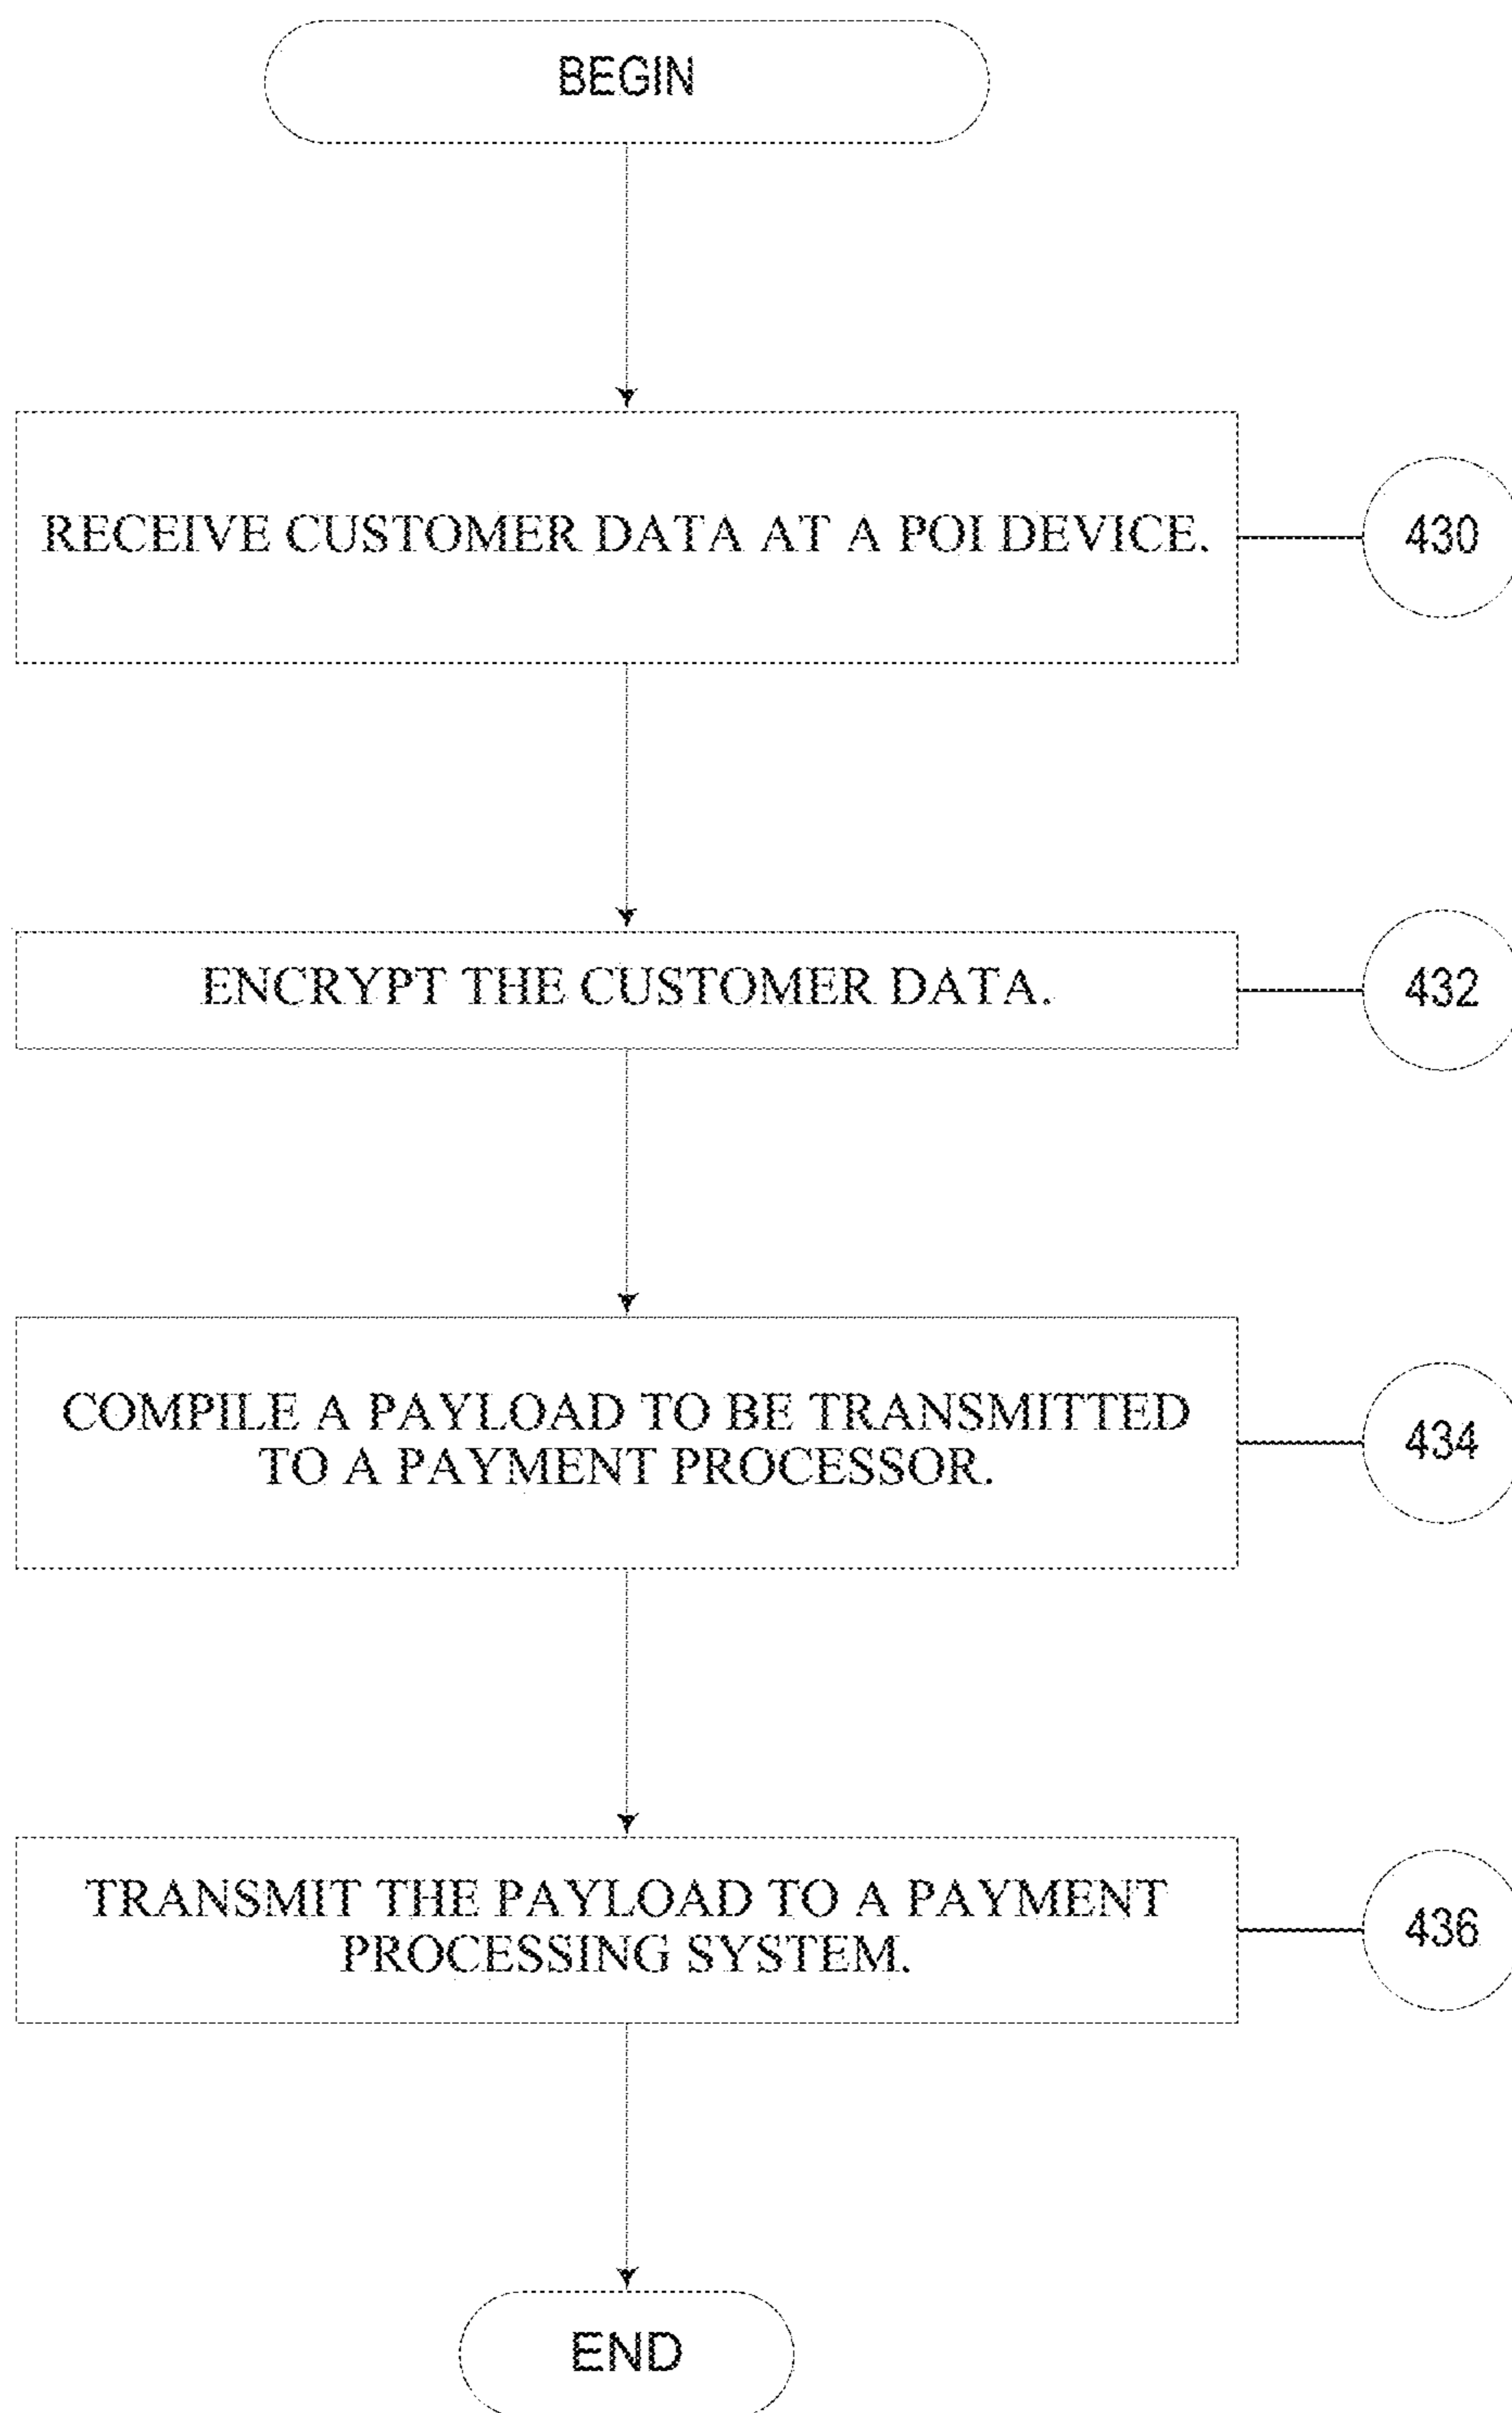 BEGIN
RECEIVE CUSTOMER DATA AT A POI DEVICE.
430
ENCRYPT THE CUSTOMER DATA.
432
COMPILE A PAYLOAD TO BE TRANSMITTED
TO A PAYMENT PROCESSOR.
434
TRANSMIT THE PAYLOAD TO A PAYMENT
PROCESSING SYSTEM.
436
END